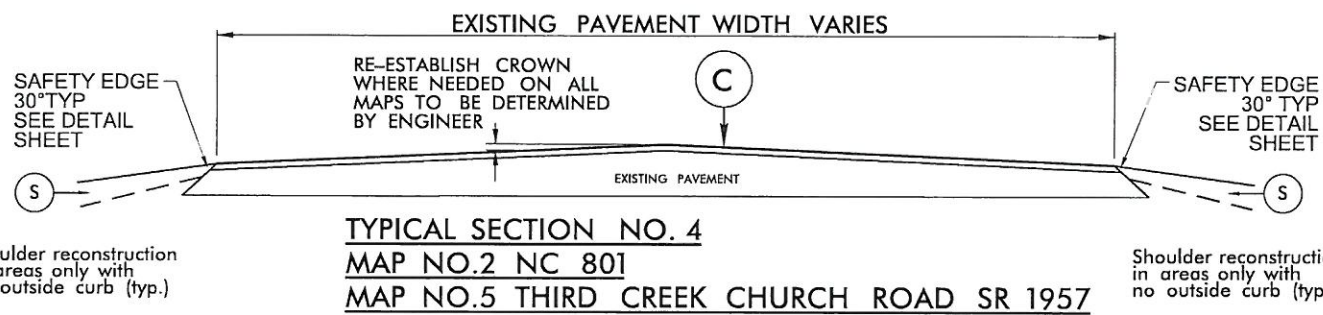 EXISTING PAVEMENT WIDTH VARIES
SAFETY EDGE
30°TYP
SEE DETAIL
SHEET
RE-ESTABLISH CROWN
WHERE NEEDED ON ALL
MAPS TO BE DETERMINED
BY ENGINEER
C
SAFETY EDGE
30° TYP
SEE DETAIL
SHEET
S
EXISTING PAVEMENT
S
TYPICAL SECTION NO. 4
MAP NO.2 NC 801
MAP NO.5 THIRD CREEK CHURCH ROAD SR 1957
reconstruction
areas only with
outside curb (typ.)
Shoulder
in areas only with
no outside curb